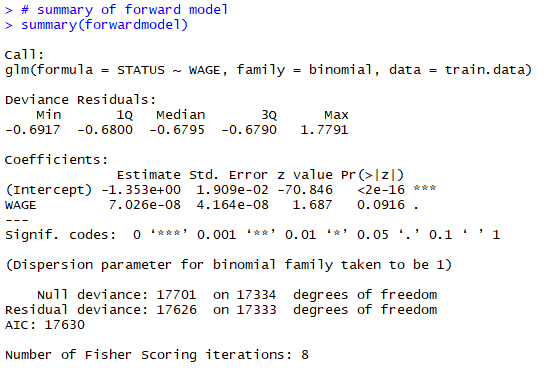 > # summary of forward model
> summary(forwardmodel)
Call:
glm(formula = STATUS ~ WAGE, family = binomial, data = train.data)
Deviance Residuals:
    Min      1Q  Median      3Q     Max
-0.6917 -0.6800 -0.6795 -0.6790  1.7791
Coefficients:
              Estimate Std. Error z value Pr(>|z|)
(Intercept) -1.353e+00  1.909e-02 -70.846   <2e-16 ***
WAGE         7.026e-08  4.164e-08   1.687   0.0916 .
---
Signif. codes:  0 ‘***’ 0.001 ‘**’ 0.01 ‘*’ 0.05 ‘.’ 0.1 ‘ ’ 1
(Dispersion parameter for binomial family taken to be 1)
    Null deviance: 17701  on 17334  degrees of freedom
Residual deviance: 17626  on 17333  degrees of freedom
AIC: 17630
Number of Fisher Scoring iterations: 8